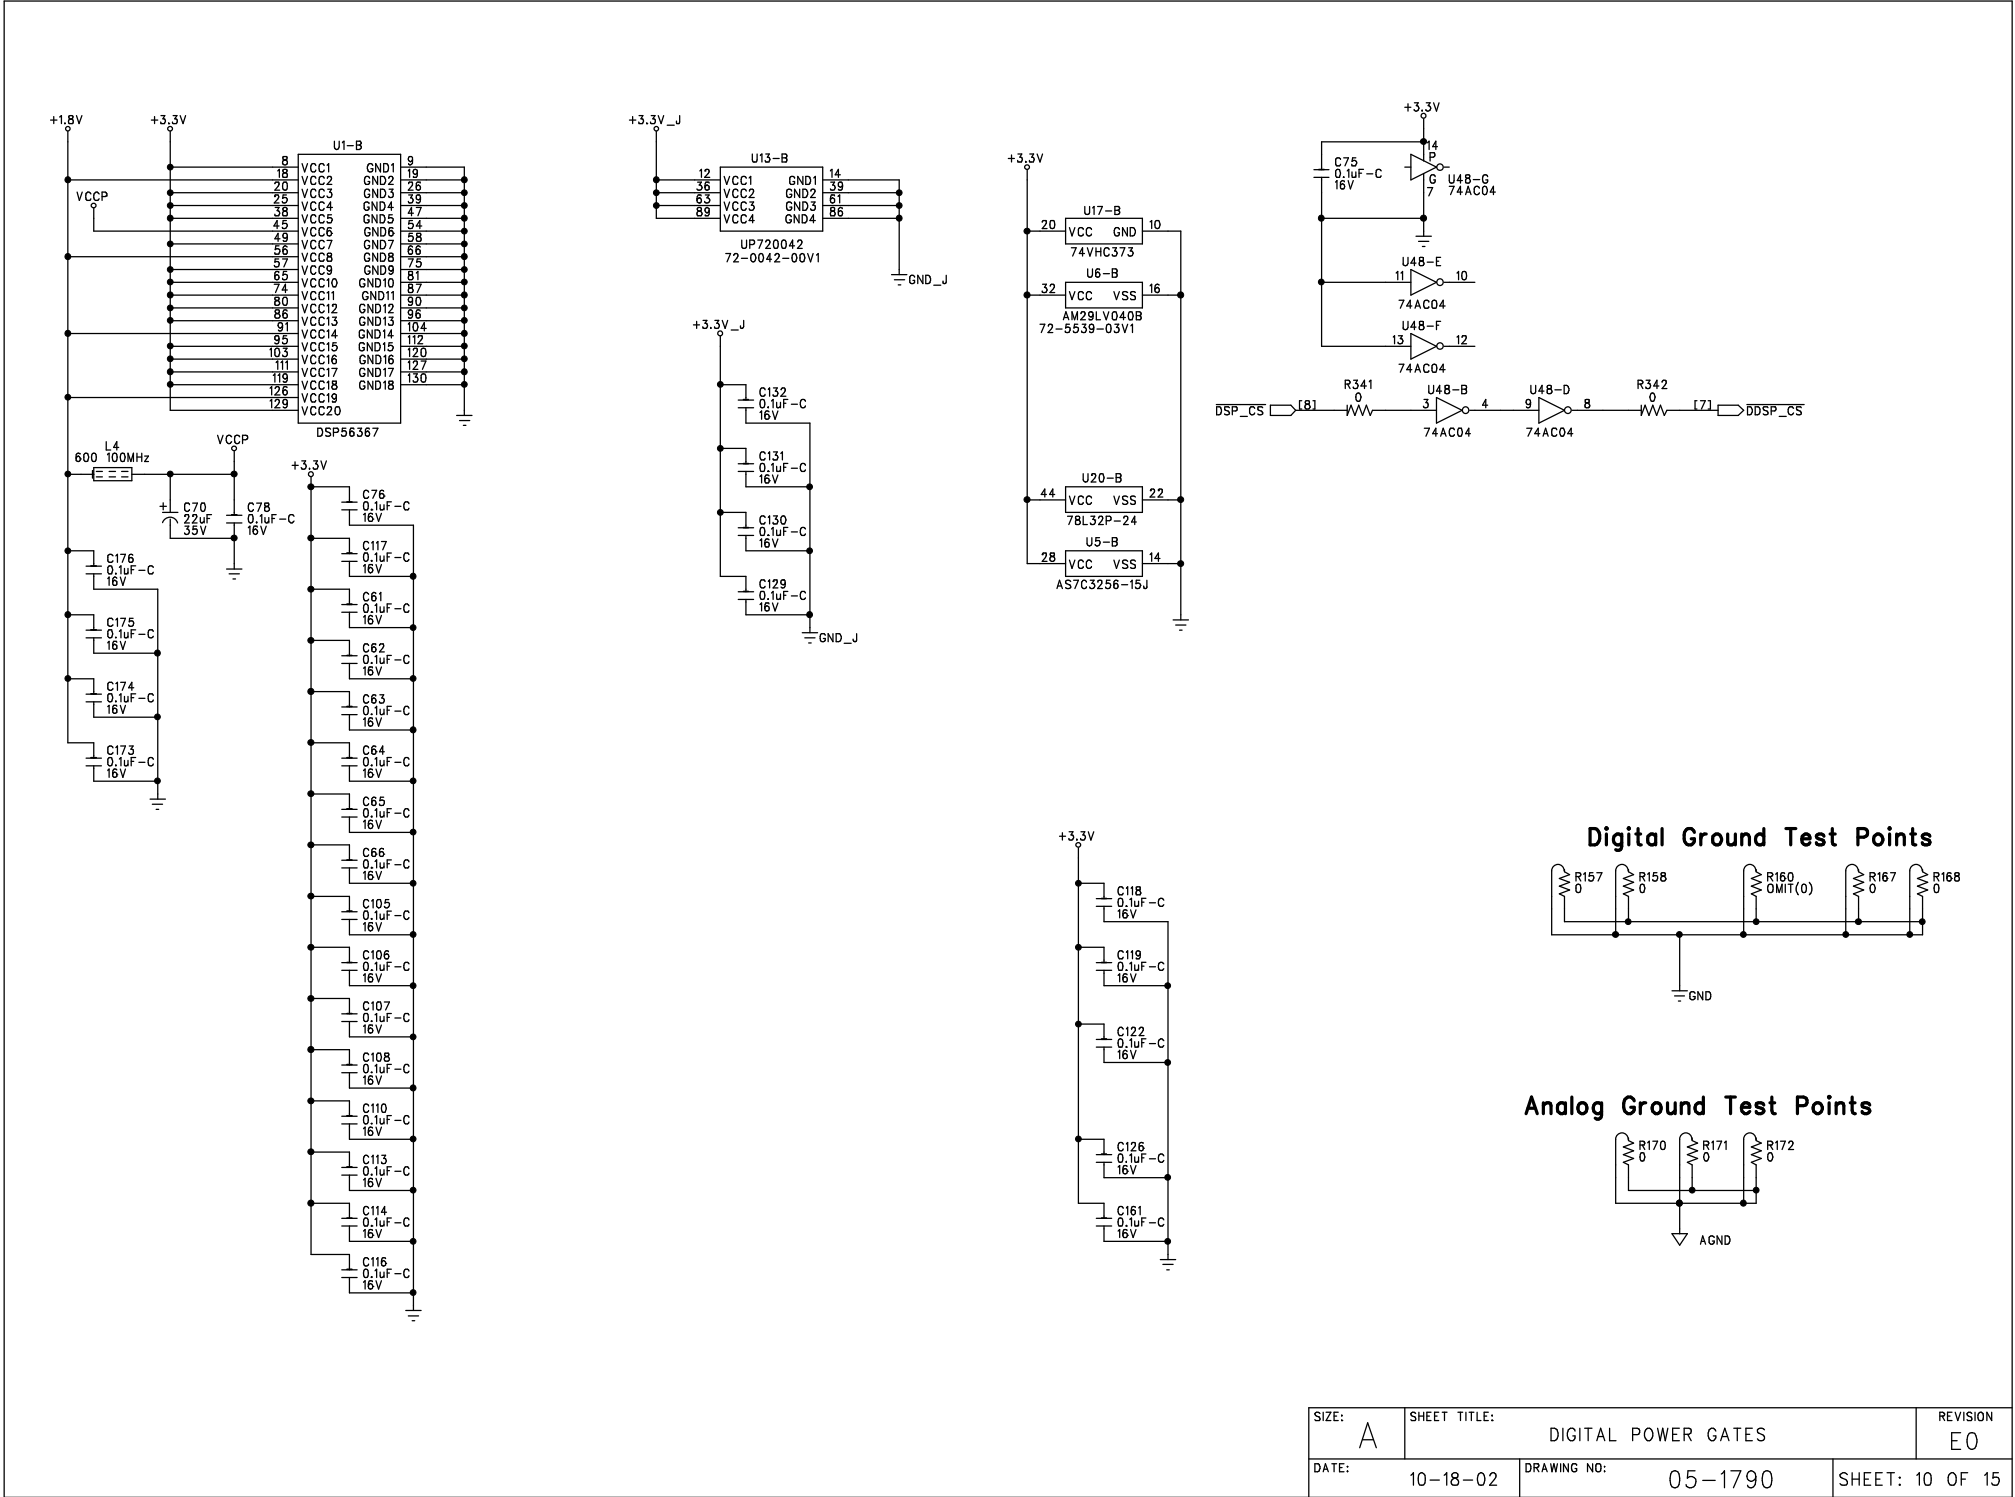 +1.8V
+3.3V
VCCP
U1-B
8 VCC1 GND1 9
18 VCC2 GND2 19
20 VCC3 GND3 26
25 VCC4 GND4 39
38 VCC5 GND5 47
45 VCC6 GND6 54
49 VCC7 GND7 58
56 VCC8 GND8 66
57 VCC9 GND9 75
65 VCC10 GND10 81
74 VCC11 GND11 87
80 VCC12 GND12 90
86 VCC13 GND13 96
91 VCC14 GND14 104
95 VCC15 GND15 112
103 VCC16 GND16 120
111 VCC17 GND17 127
119 VCC18 GND18 130
126 VCC19
129 VCC20
DSP56367
L4
600 100MHz
VCCP
+
C70
22uF
35V
C78
0.1uF-C
16V
C176
0.1uF-C
16V
C175
0.1uF-C
16V
C174
0.1uF-C
16V
C173
0.1uF-C
16V
+3.3V
C76
0.1uF-C
16V
C117
0.1uF-C
16V
C61
0.1uF-C
16V
C62
0.1uF-C
16V
C63
0.1uF-C
16V
C64
0.1uF-C
16V
C65
0.1uF-C
16V
C66
0.1uF-C
16V
C105
0.1uF-C
16V
C106
0.1uF-C
16V
C107
0.1uF-C
16V
C108
0.1uF-C
16V
C110
0.1uF-C
16V
C113
0.1uF-C
16V
C114
0.1uF-C
16V
C116
0.1uF-C
16V
+3.3V_J
U13-B
12 VCC1 GND1 14
36 VCC2 GND2 39
63 VCC3 GND3 61
89 VCC4 GND4 86
UP720042
72-0042-00V1
GND_J
+3.3V_J
C132
0.1uF-C
16V
C131
0.1uF-C
16V
C130
0.1uF-C
16V
C129
0.1uF-C
16V
GND_J
+3.3V
U17-B
20 VCC GND 10
74VHC373
U6-B
32 VCC VSS 16
AM29LV040B
72-5539-03V1
U20-B
44 VCC VSS 22
78L32P-24
U5-B
28 VCC VSS 14
AS7C3256-15J
+3.3V
C118
0.1uF-C
16V
C119
0.1uF-C
16V
C122
0.1uF-C
16V
C126
0.1uF-C
16V
C161
0.1uF-C
16V
+3.3V
14
P
G
7
U48-G
74AC04
C75
0.1uF-C
16V
U48-E
11 10
74AC04
U48-F
13 12
74AC04
R341
0
U48-B
U48-D
R342
0
DSP_CS [8] 3 4 9 8 [7] DDSP_CS
74AC04
74AC04
Digital Ground Test Points
R157
0
R158
0
R160
OMIT(0)
R167
0
R168
0
GND
Analog Ground Test Points
R170
0
R171
0
R172
0
AGND
SIZE:
A
SHEET TITLE:
DIGITAL POWER GATES
REVISION
E0
DATE:
10-18-02
DRAWING NO:
05-1790
SHEET: 10 OF 15